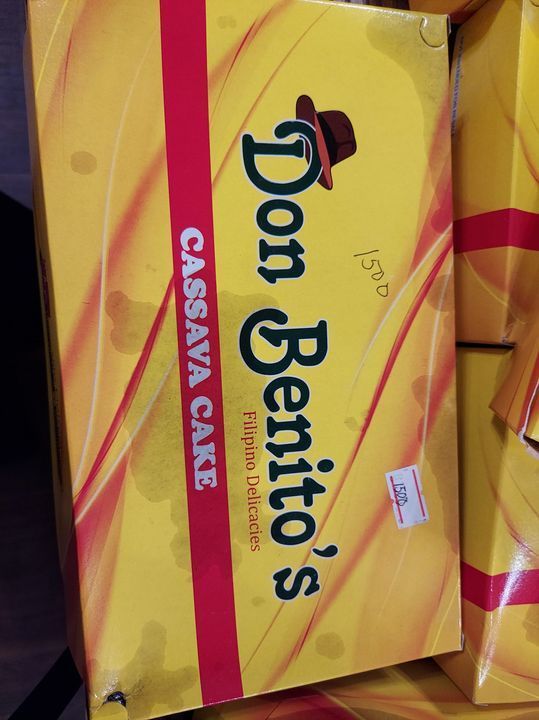 Don Benito's
Filipino Delicacies
CASSAVA CAKE
1500
1500